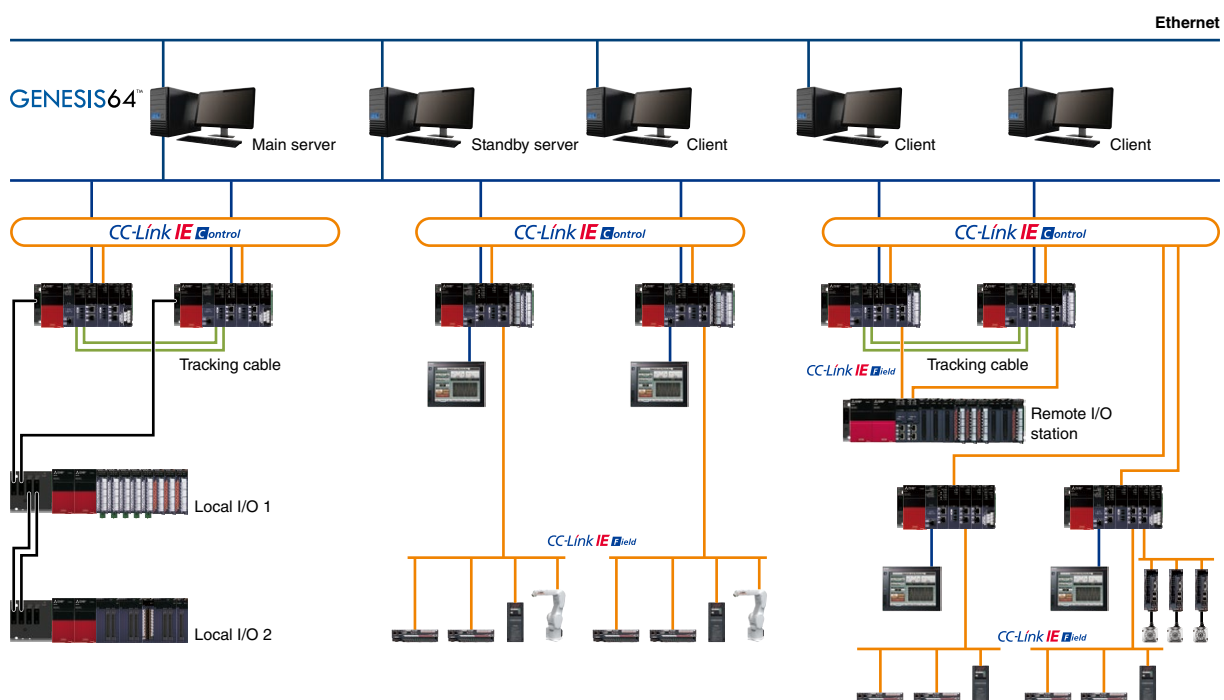 Ethernet
GENESIS64™
Main server
Standby server
Client
Client
Client
CC-Link IE Control
CC-Link IE Control
CC-Link IE Control
Tracking cable
CC-Link IE Field
Tracking cable
Remote I/O
station
Local I/O 1
CC-Link IE Field
Local I/O 2
CC-Link IE Field